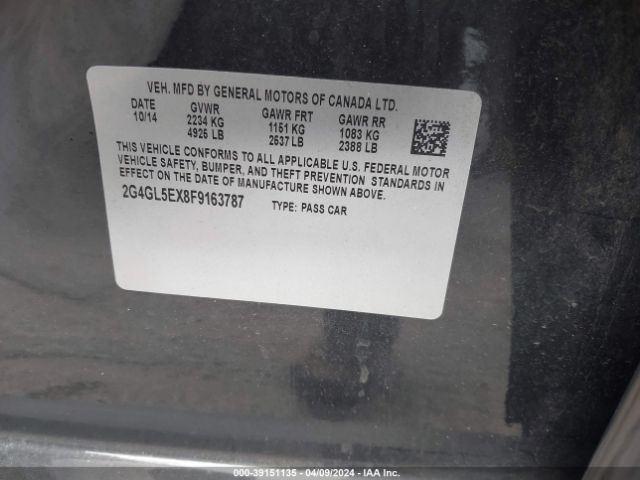 VEH. MFD BY GENERAL MOTORS OF CANADA LTD.
DATE GVWR GAWR FRT GAWR RR
10/14 2234 KG 1151 KG 1083 KG
4925 LB 2537 LB 2388 LB
THIS VEHICLE CONFORMS TO ALL APPLICABLE U.S. FEDERAL MOTOR
VEHICLE SAFETY, BUMPER, AND THEFT PREVENTION STANDARDS IN
EFFECT ON THE DATE OF MANUFACTURE SHOWN ABOVE.
2G4GL5EX8F9163787 TYPE: PASS CAR
000-39151135 - 04/09/2024 - IAA Inc.